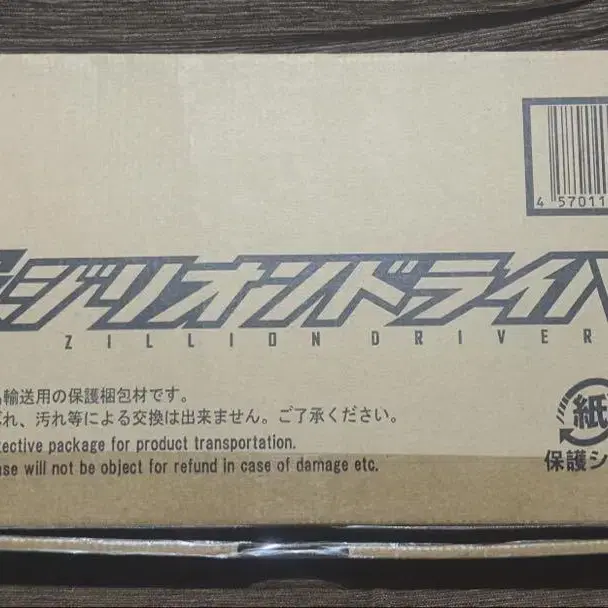 4 57011
ジリオンドライ
ZILLION DRIVER
輸送用の保護梱包材です。
れ、汚れ等による交換は出来ません。ご了承ください。
紙
tective package for product transportation.
ase will not be object for refund in case of damage etc.
保護シ